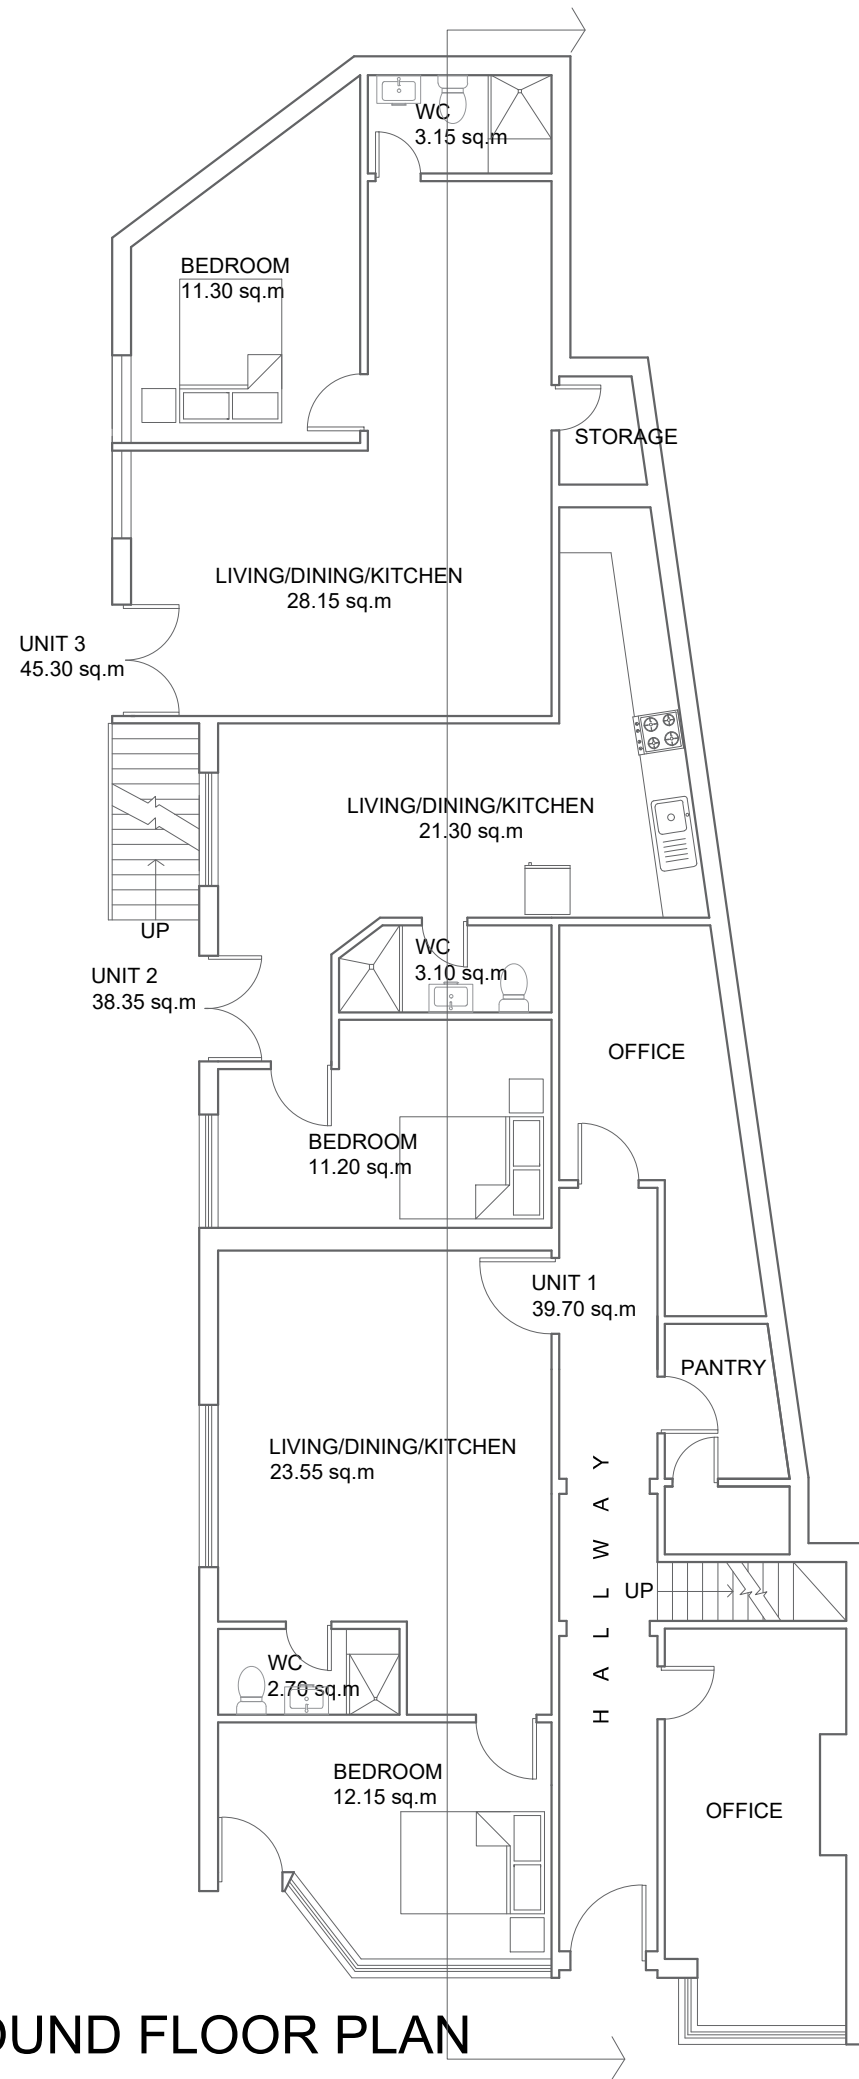 WC
3.15 sq.m
BEDROOM
11.30 sq.m
STORAGE
LIVING/DINING/KITCHEN
28.15 sq.m
UNIT 3
45.30 sq.m
LIVING/DINING/KITCHEN
21.30 sq.m
UP
WC
3.10 sq.m
UNIT 2
38.35 sq.m
OFFICE
BEDROOM
11.20 sq.m
UNIT 1
39.70 sq.m
PANTRY
LIVING/DINING/KITCHEN
23.55 sq.m
HALLWAY
UP
WC
2.70 sq.m
BEDROOM
12.15 sq.m
OFFICE
OUND FLOOR PLAN